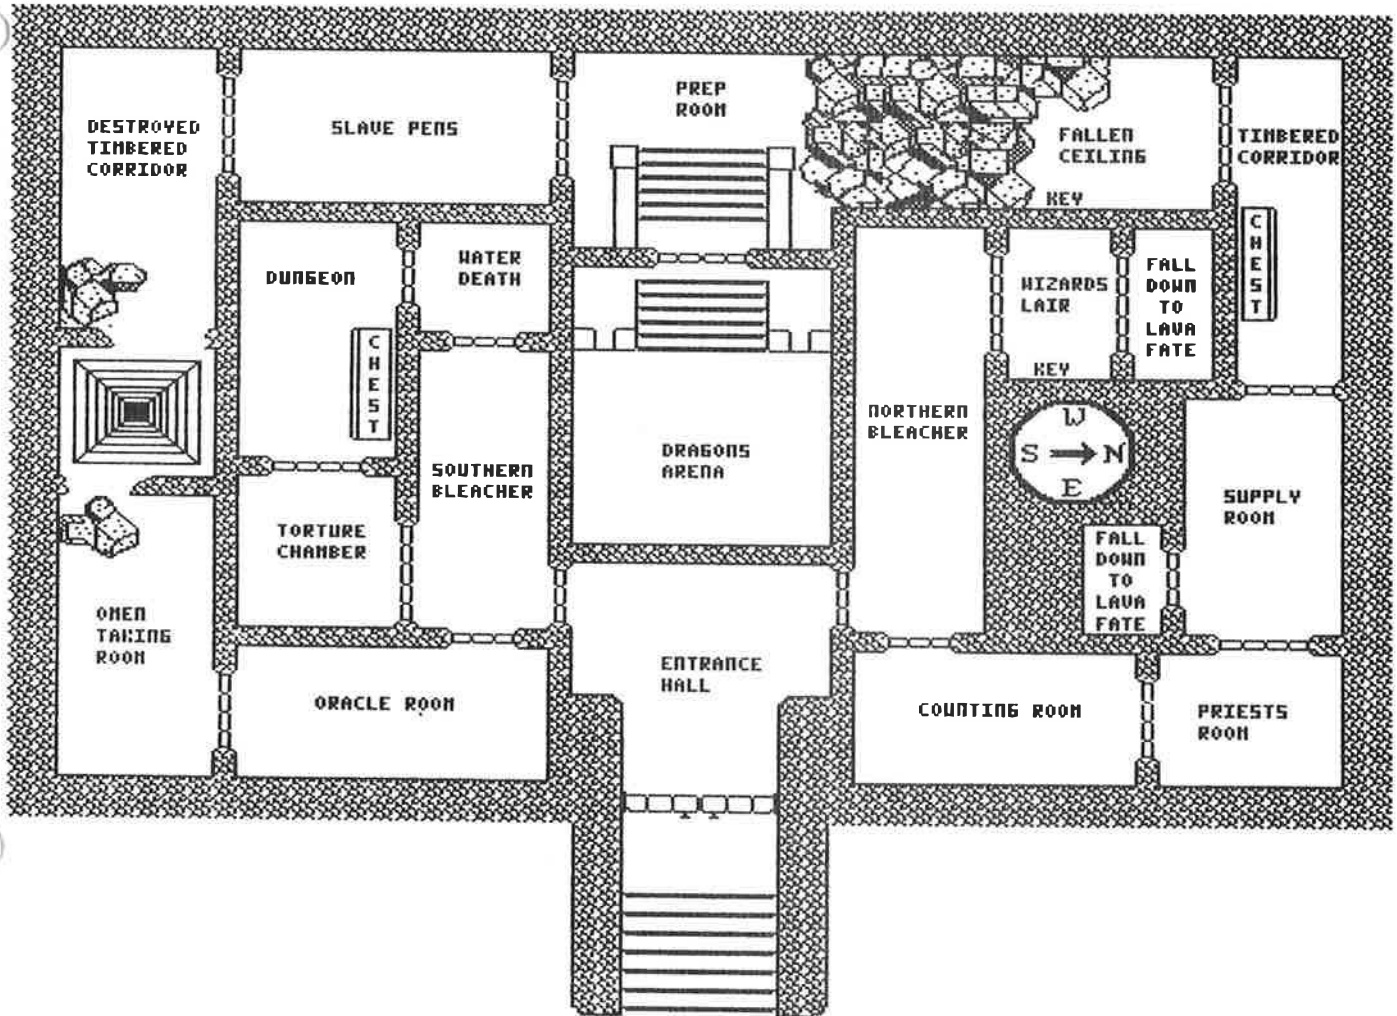 DESTROYED
TIMBERED
CORRIDOR
SLAVE PENS
PREP
ROOM
FALLEN
CEILING
KEY
TIMBERED
CORRIDOR
CHEST
DUNGEON
WATER
DEATH
CHEST
WIZARDS
LAIR
KEY
FALL
DOWN
TO
LAVA
FATE
NORTHERN
BLEACHER
W
S N
E
DRAGONS
ARENA
SOUTHERN
BLEACHER
SUPPLY
ROOM
TORTURE
CHAMBER
FALL
DOWN
TO
LAVA
FATE
OMEN
TAKING
ROOM
ENTRANCE
HALL
ORACLE ROOM
COUNTING ROOM
PRIESTS
ROOM